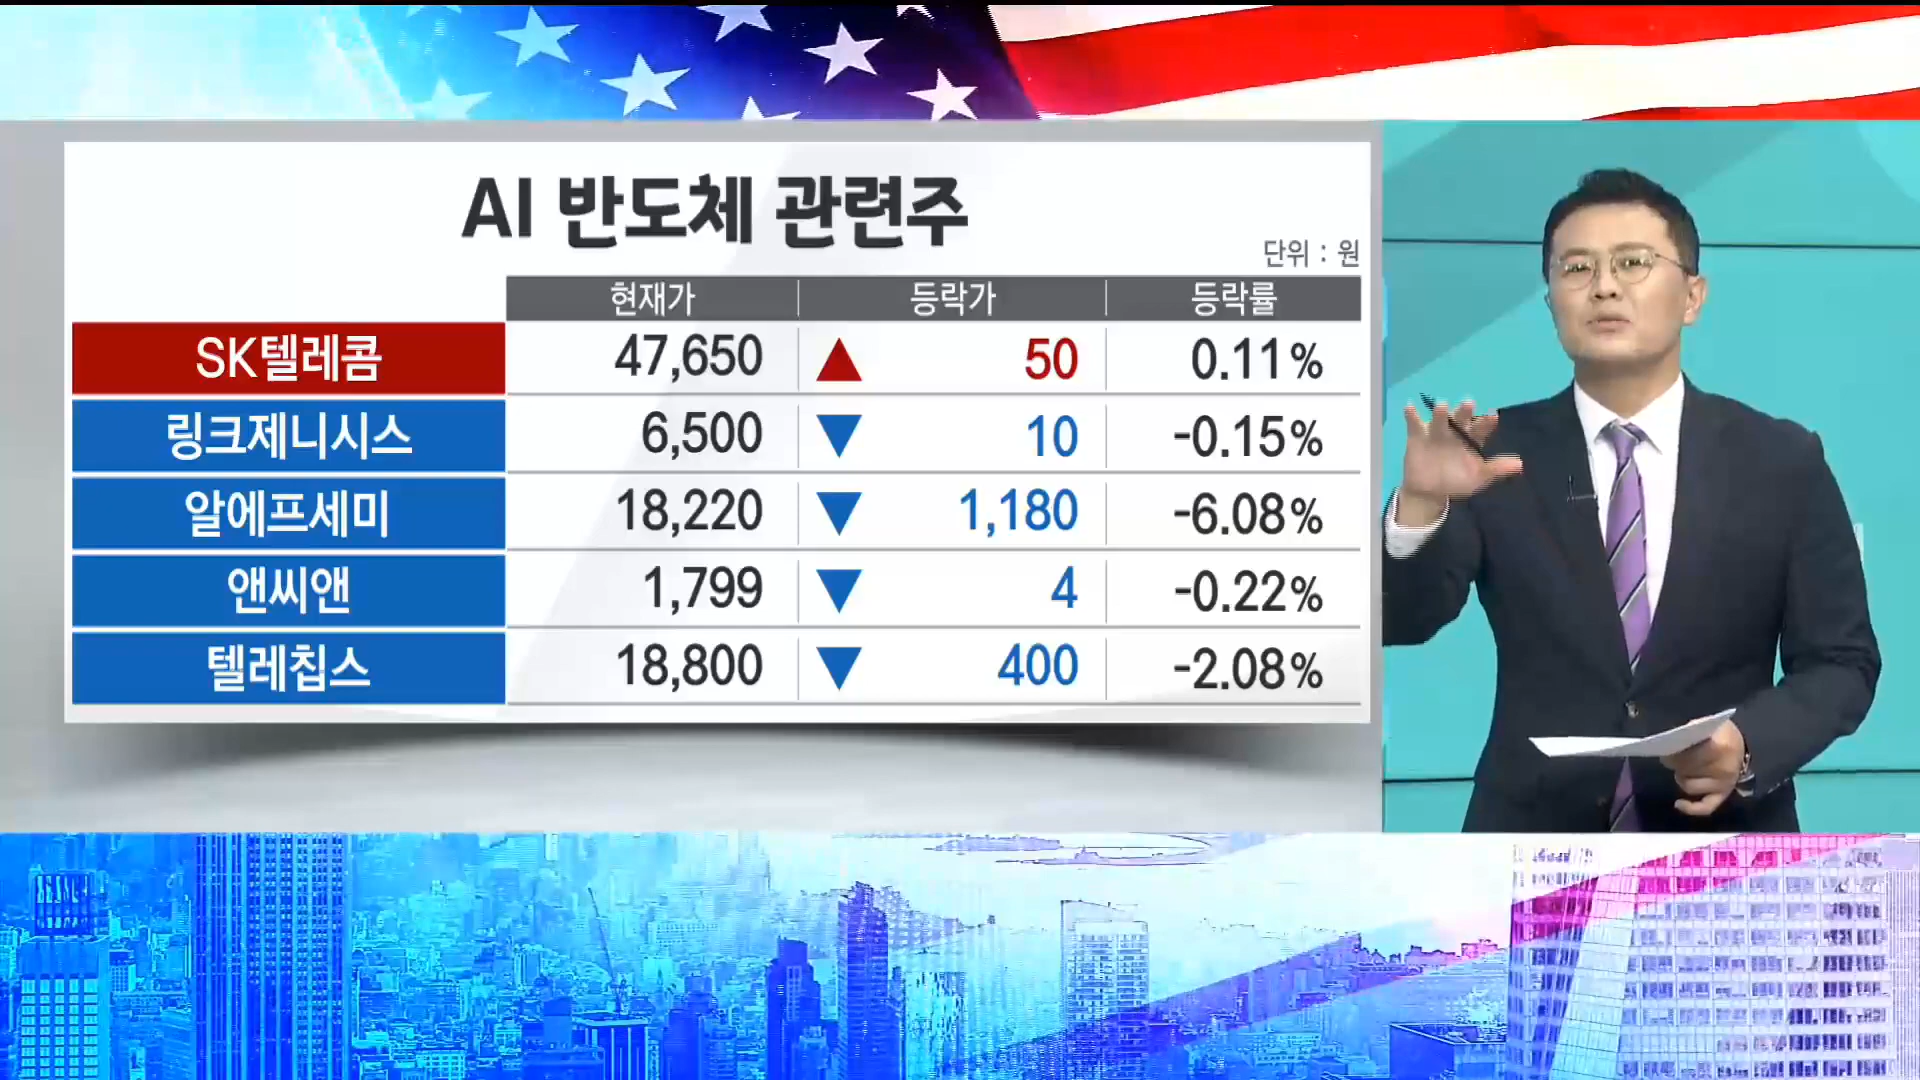 AI 반도체 관련주
단위 : 원
현재가 등락가 등락률
SK텔레콤 47,650 ▲ 50 0.11%
링크제니시스 6,500 ▼ 10 -0.15%
알에프세미 18,220 ▼ 1,180 -6.08%
앤씨앤 1,799 ▼ 4 -0.22%
텔레칩스 18,800 ▼ 400 -2.08%